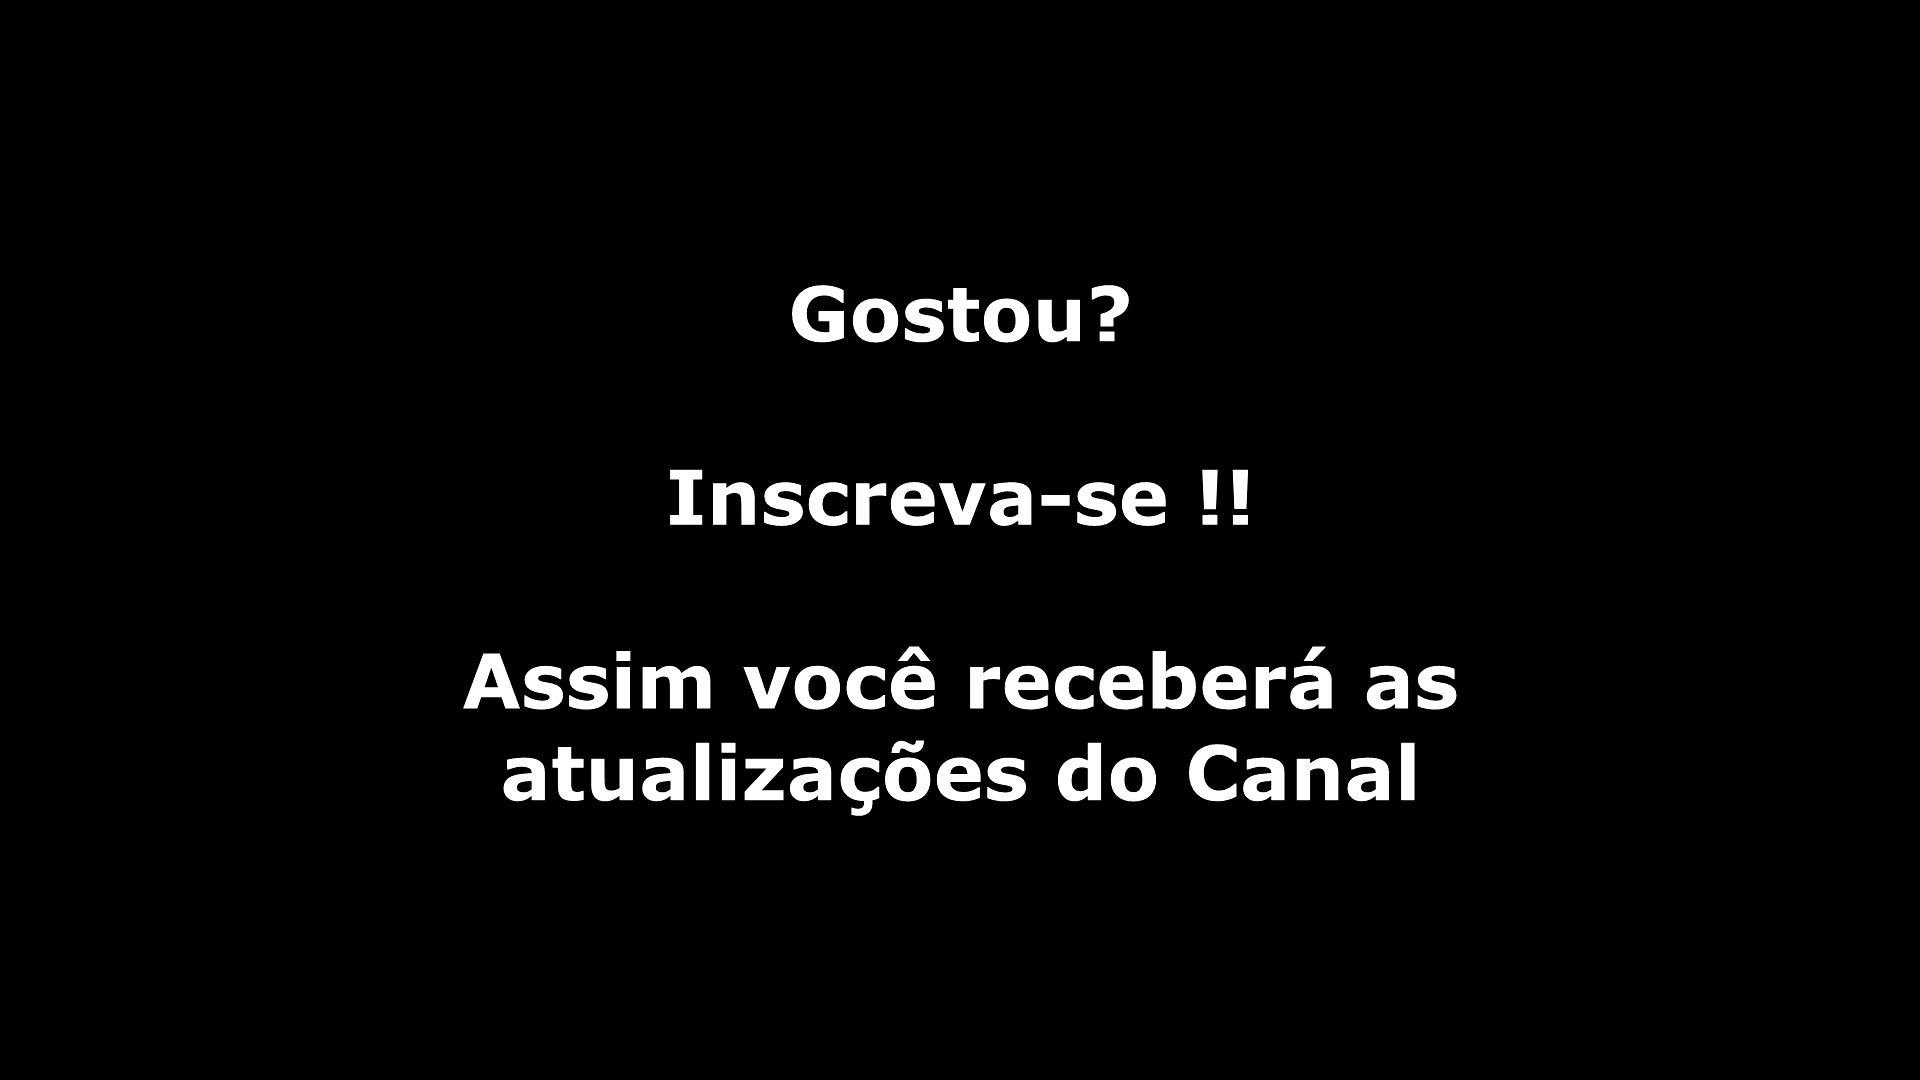 Gostou?
Inscreva-se !!
Assim você receberá as
atualizações do Canal